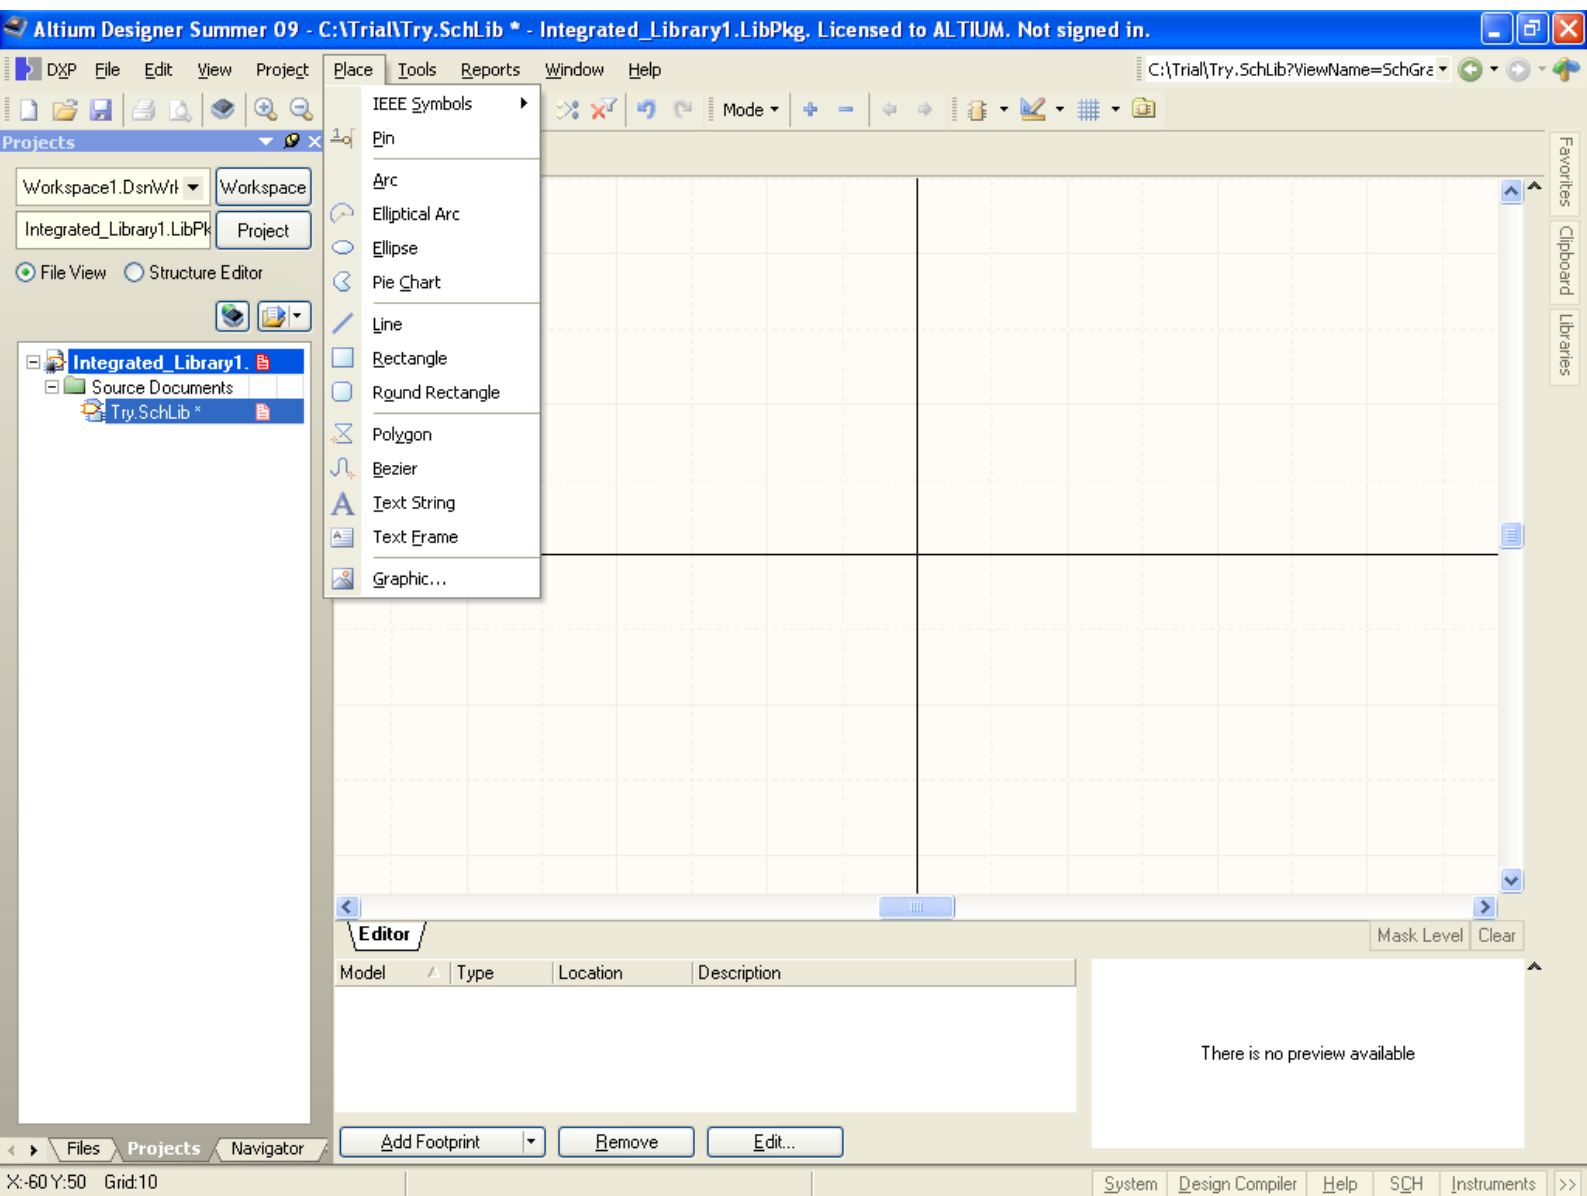 Altium Designer Summer 09 - C:\Trial\Try.SchLib * - Integrated_Library1.LibPkg. Licensed to ALTIUM. Not signed in.
DXP File Edit View Project Place Tools Reports Window Help C:\Trial\Try.SchLib?ViewName=SchGra
Mode
Projects
Workspace1.DsnWrk Workspace
Integrated_Library1.LibPk Project
File View Structure Editor
Integrated_Library1.
Source Documents
Try.SchLib *
IEEE Symbols
Pin
Arc
Elliptical Arc
Ellipse
Pie Chart
Line
Rectangle
Round Rectangle
Polygon
Bezier
Text String
Text Frame
Graphic...
Favorites
Clipboard
Libraries
Editor Mask Level Clear
Model Type Location Description
There is no preview available
Add Footprint Remove Edit...
Files Projects Navigator
X:-60 Y:50 Grid:10 System Design Compiler Help SCH Instruments >>